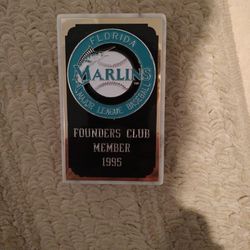 FLORIDA
MARLINS
MAJOR LEAGUE BASEBALL
FOUNDERS CLUB
MEMBER
1995